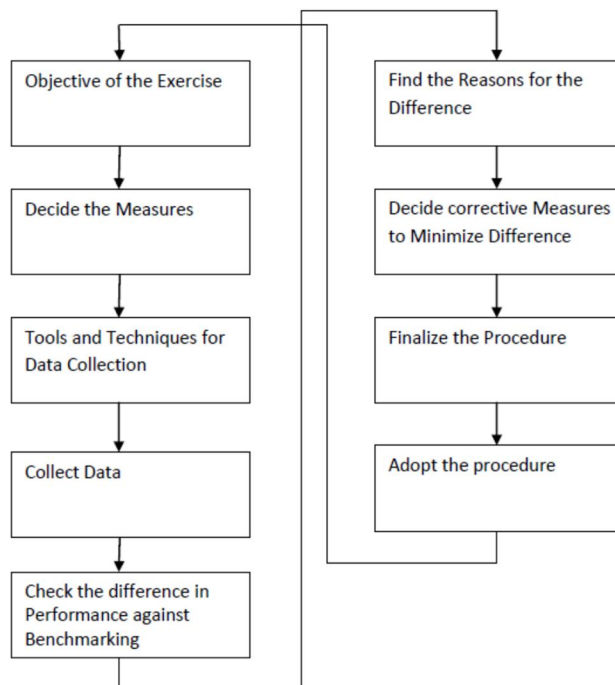 Objective of the Exercise
Decide the Measures
Tools and Techniques for
Data Collection
Collect Data
Check the difference in
Performance against
Benchmarking
Find the Reasons for the
Difference
Decide corrective Measures
to Minimize Difference
Finalize the Procedure
Adopt the procedure